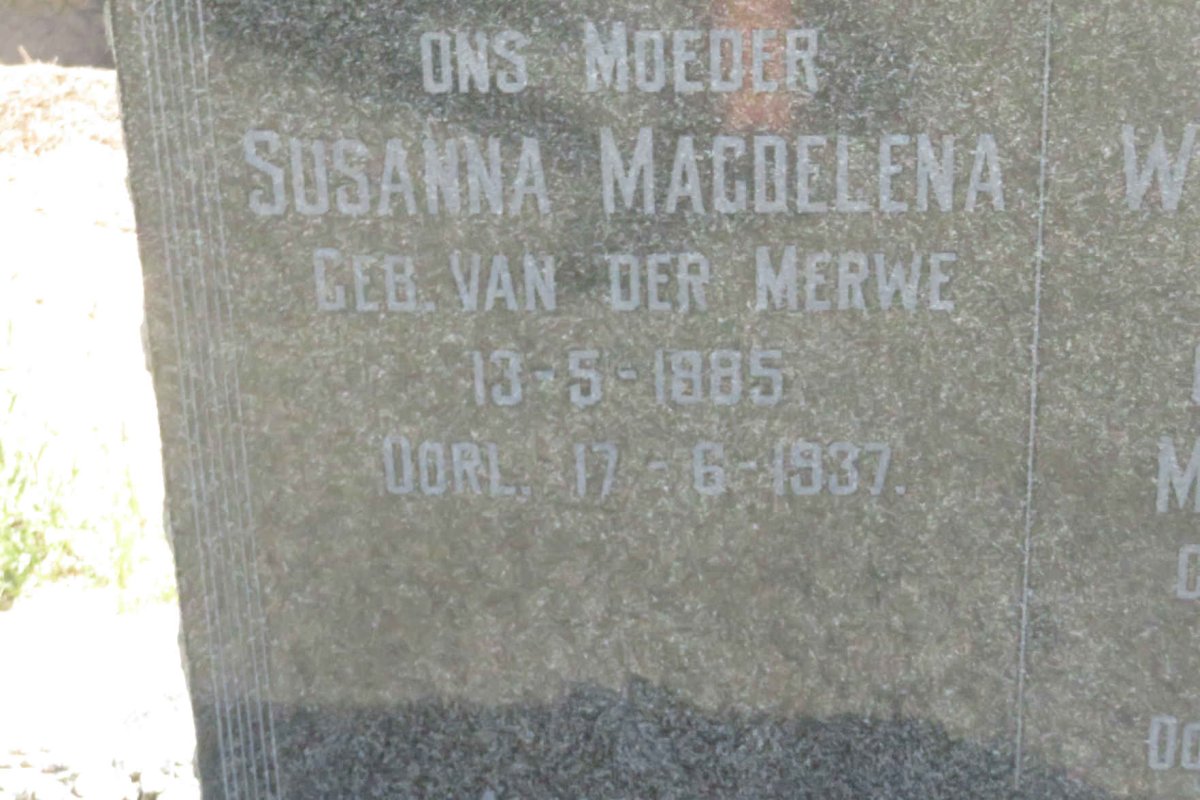 ONS MOEDER
SUSANNA MAGDELENA
GEB. VAN DER MERWE
13-5-1885
OORL. 17-6-1937.